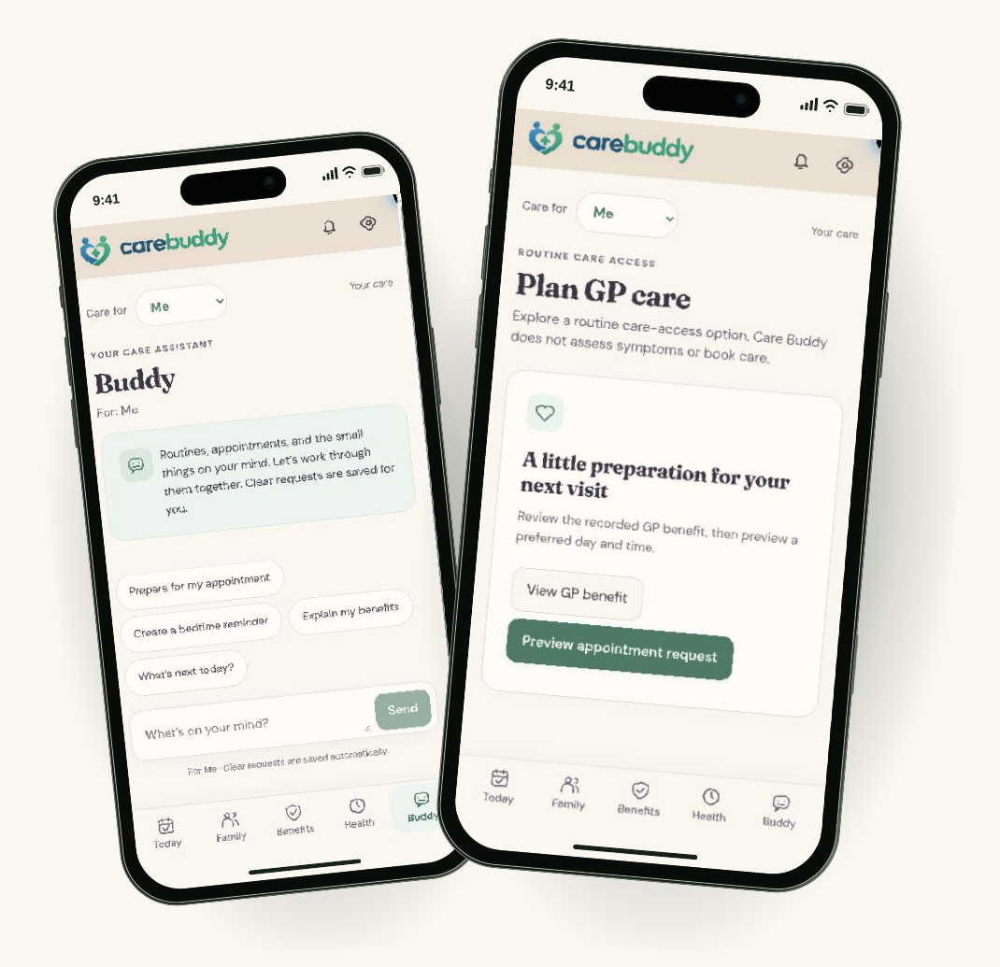 9:41
carebuddy
Care for
Me
Your care
YOUR CARE ASSISTANT
Buddy
For: Me
Routines, appointments, and the small
things on your mind. Let's work through
them together. Clear requests are saved for
you.
Prepare for my appointment
Create a bedtime reminder
Explain my benefits
What's next today?
What's on your mind?
Send
For Me · Clear requests are saved automatically.
Today
Family
Benefits
Health
Buddy
9:41
carebuddy
Care for
Me
Your care
ROUTINE CARE ACCESS
Plan GP care
Explore a routine care-access option. Care Buddy
does not assess symptoms or book care.
A little preparation for your
next visit
Review the recorded GP benefit, then preview a
preferred day and time.
View GP benefit
Preview appointment request
Today
Family
Benefits
Health
Buddy